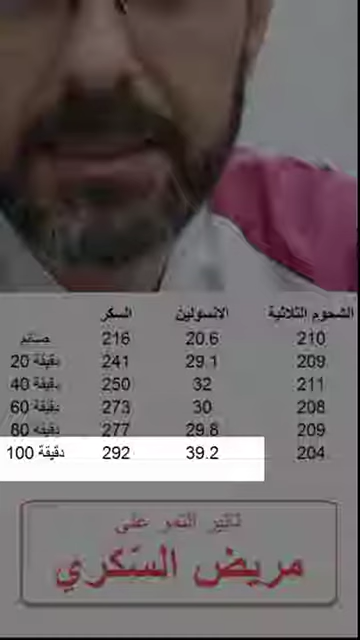 الشحوم الثلاثية الانسولين السكر
صائم 216 20.6 210
20 دقيقة 241 29.1 209
40 دقيقة 250 32 211
60 دقيقة 273 30 208
80 دقيقة 277 29.8 209
100 دقيقة 292 39.2 204
تاثير التمر على
مريض السكري